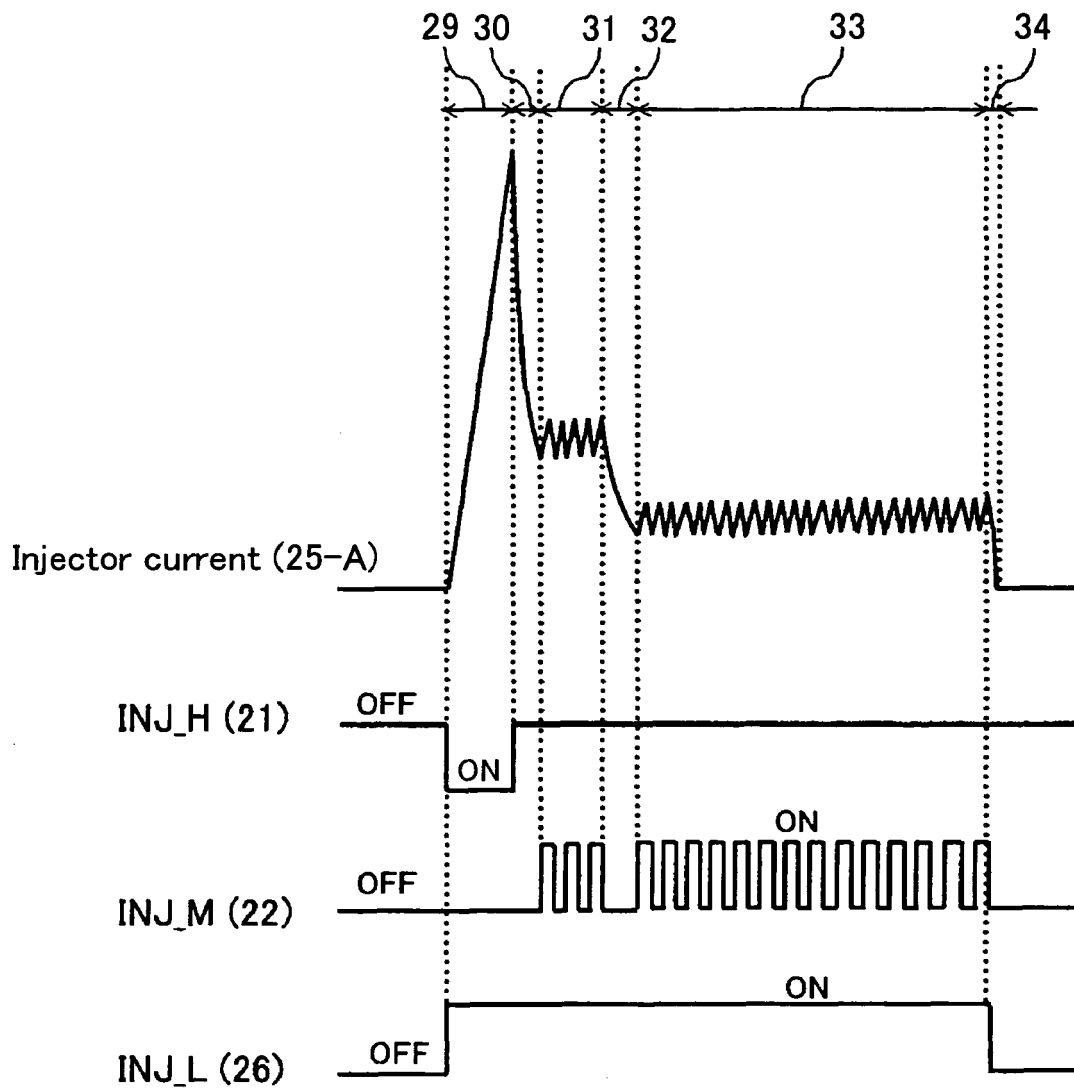 29 30 31 32 33 34
Injector current (25-A)
OFF
INJ_H (21)
ON
ON
OFF
INJ_M (22)
ON
OFF
INJ_L (26)